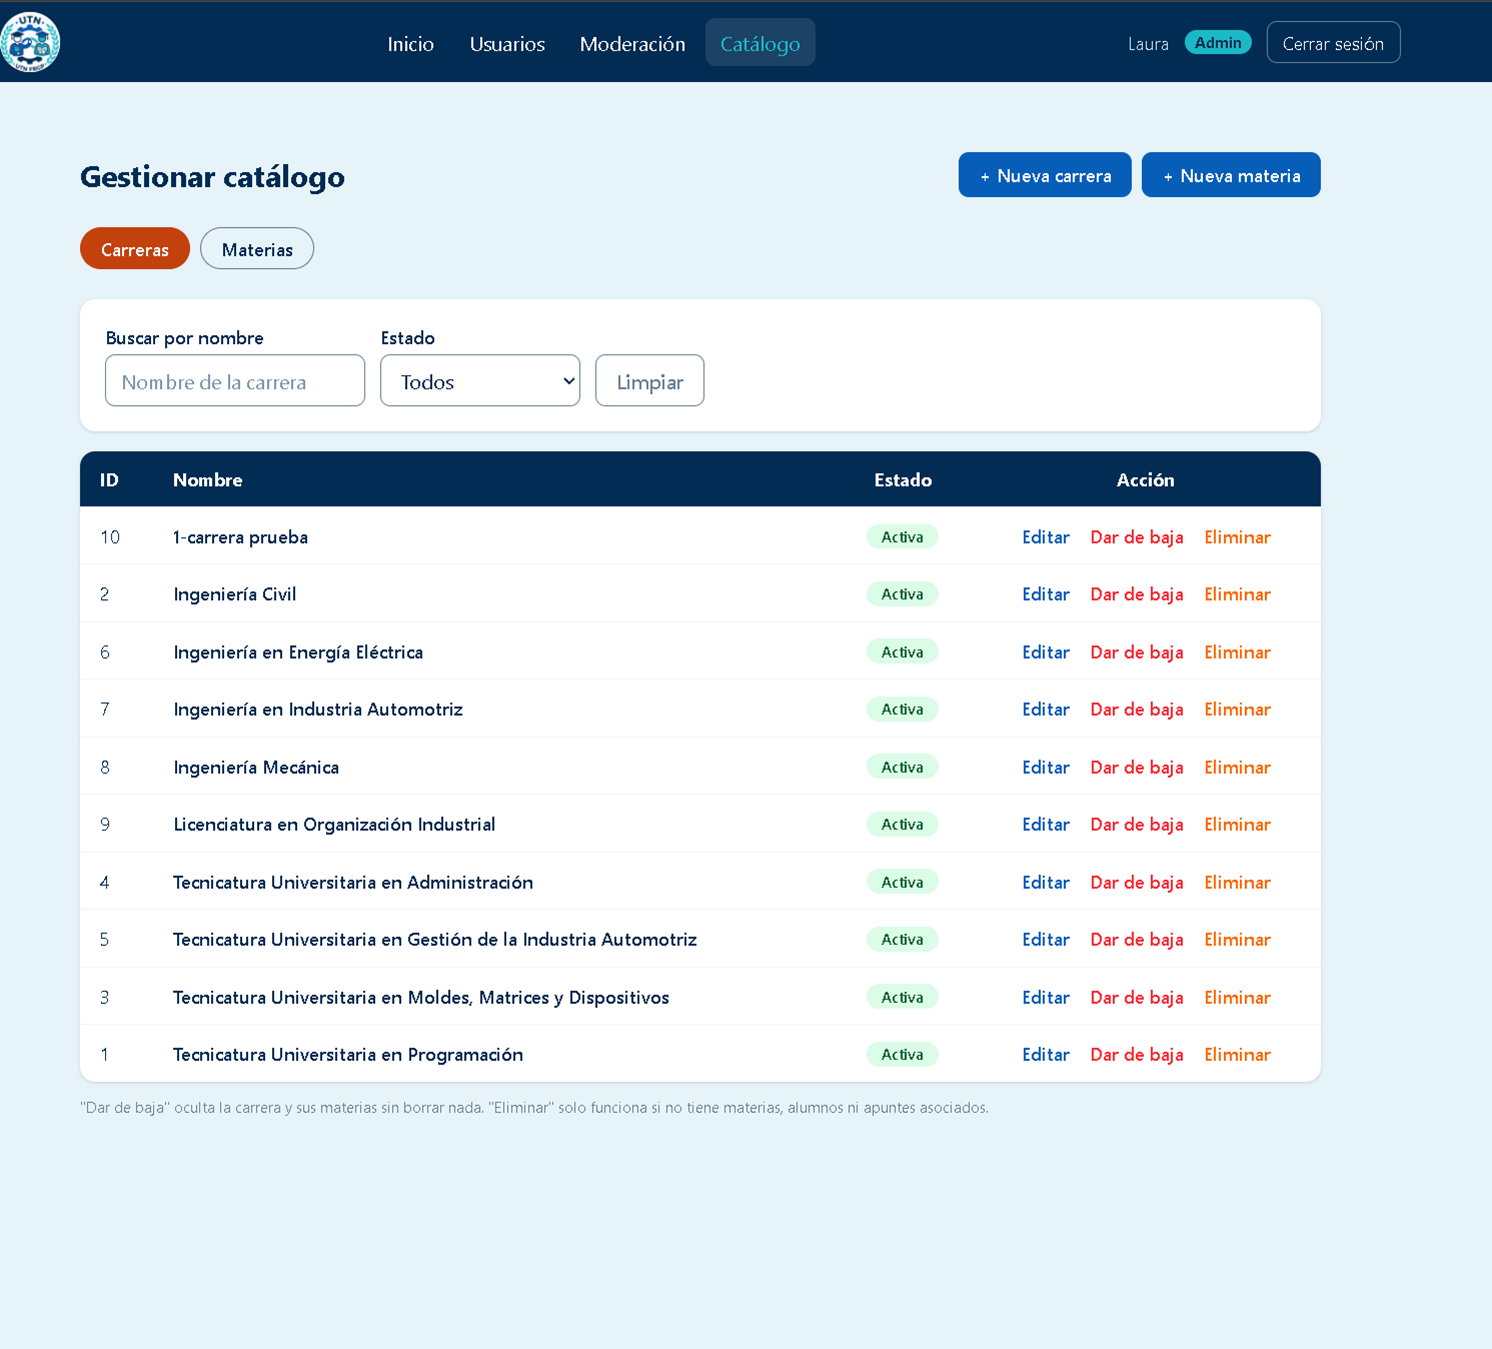 UTN
UTN FRGP
Inicio Usuarios Moderación Catálogo Laura Admin Cerrar sesión
Gestionar catálogo + Nueva carrera + Nueva materia
Carreras Materias
Buscar por nombre Estado
Nombre de la carrera Todos Limpiar
ID Nombre Estado Acción
10 1-carrera prueba Activa Editar Dar de baja Eliminar
2 Ingeniería Civil Activa Editar Dar de baja Eliminar
6 Ingeniería en Energía Eléctrica Activa Editar Dar de baja Eliminar
7 Ingeniería en Industria Automotriz Activa Editar Dar de baja Eliminar
8 Ingeniería Mecánica Activa Editar Dar de baja Eliminar
9 Licenciatura en Organización Industrial Activa Editar Dar de baja Eliminar
4 Tecnicatura Universitaria en Administración Activa Editar Dar de baja Eliminar
5 Tecnicatura Universitaria en Gestión de la Industria Automotriz Activa Editar Dar de baja Eliminar
3 Tecnicatura Universitaria en Moldes, Matrices y Dispositivos Activa Editar Dar de baja Eliminar
1 Tecnicatura Universitaria en Programación Activa Editar Dar de baja Eliminar
"Dar de baja" oculta la carrera y sus materias sin borrar nada. "Eliminar" solo funciona si no tiene materias, alumnos ni apuntes asociados.